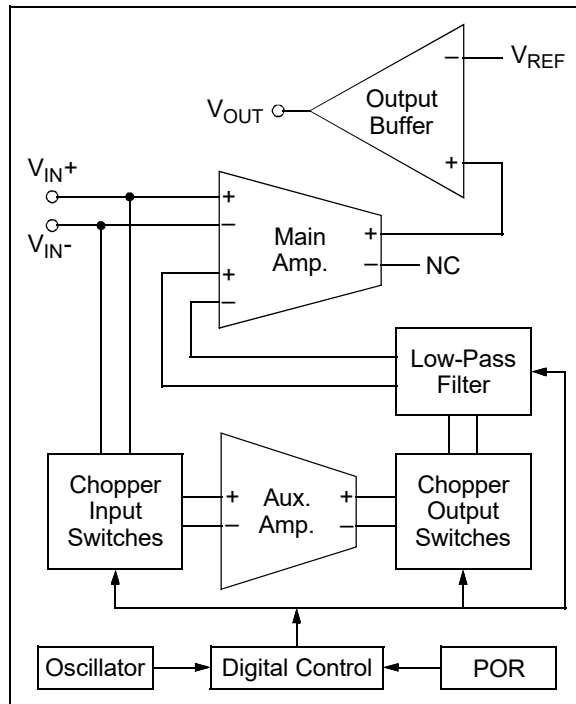 V_REF
−
Output
Buffer
V_OUT
+
V_IN+
V_IN-
+
−
+
−
Main
Amp.
+
−
NC
Low-Pass
Filter
Chopper
Input
Switches
+
−
Aux.
Amp.
+
−
Chopper
Output
Switches
Oscillator
Digital Control
POR